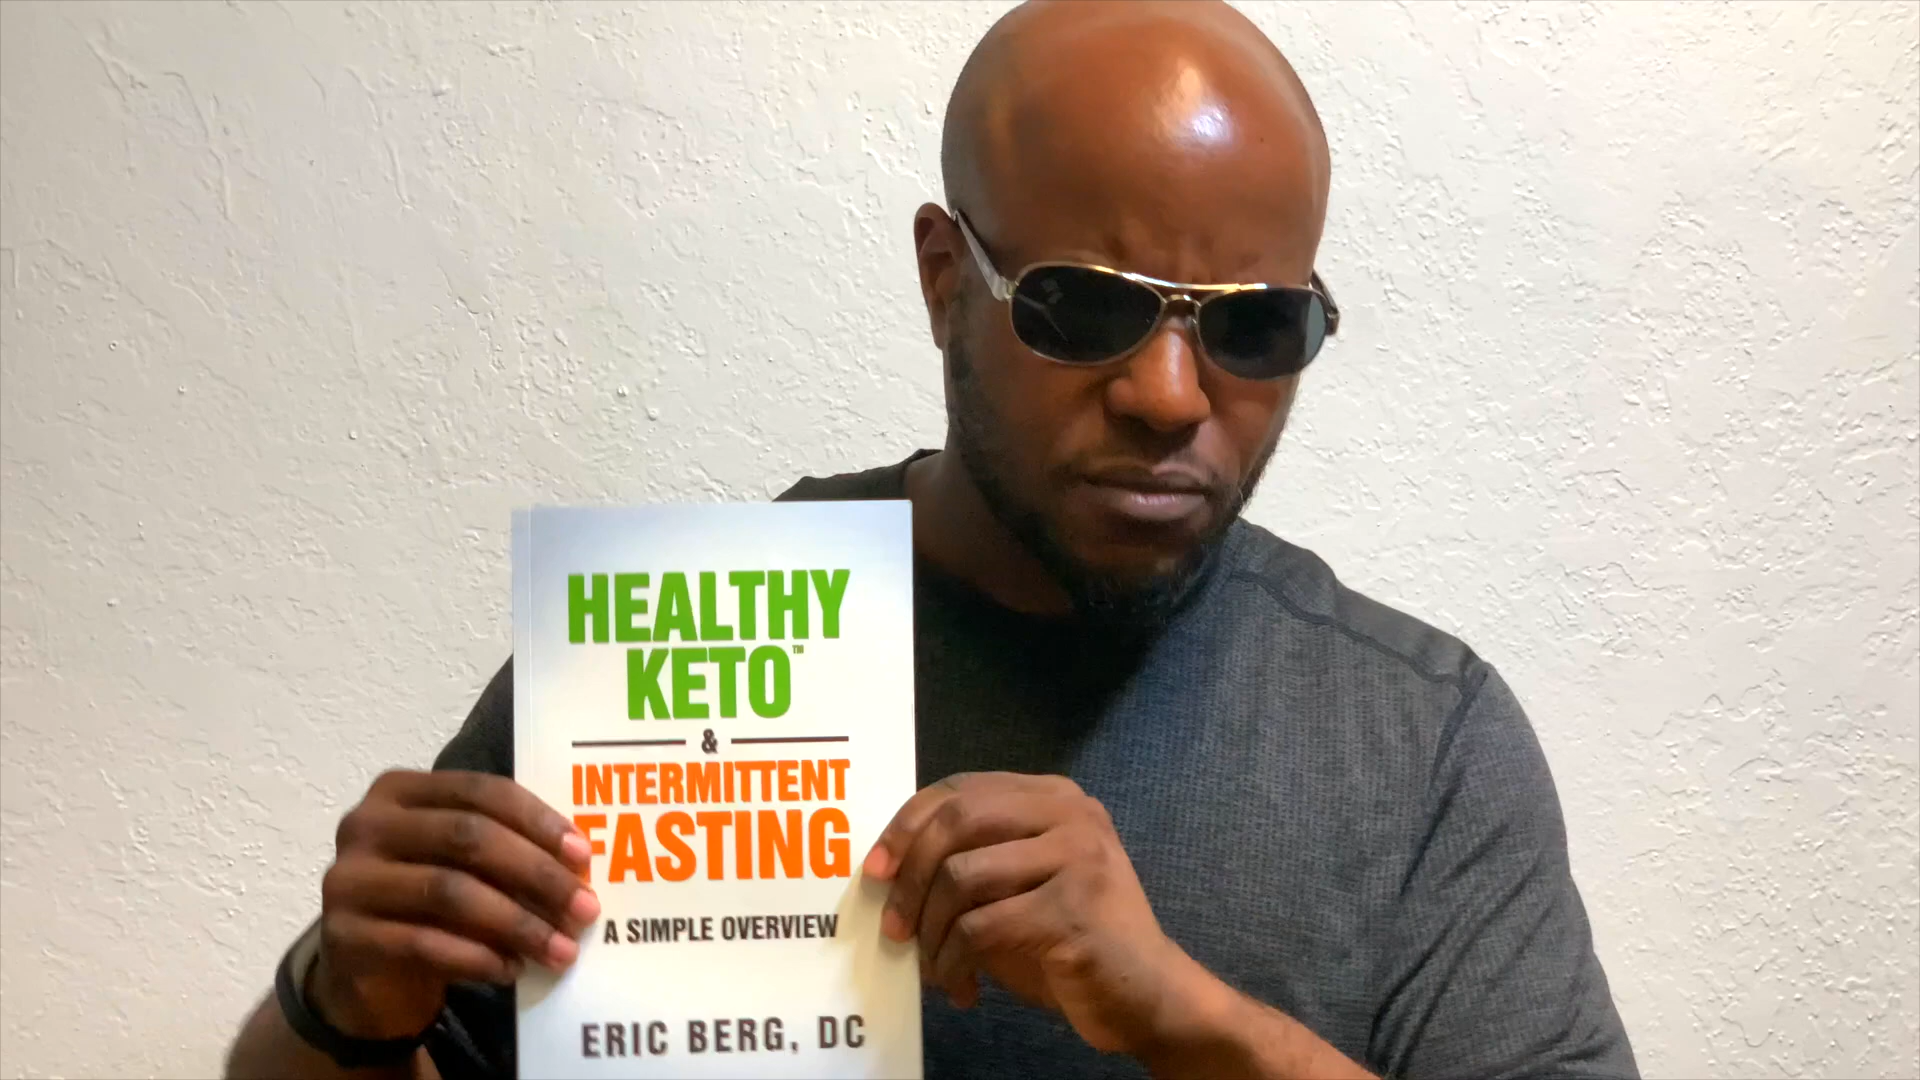 HEALTHY
KETO™
&
INTERMITTENT
FASTING
A SIMPLE OVERVIEW
ERIC BERG, DC